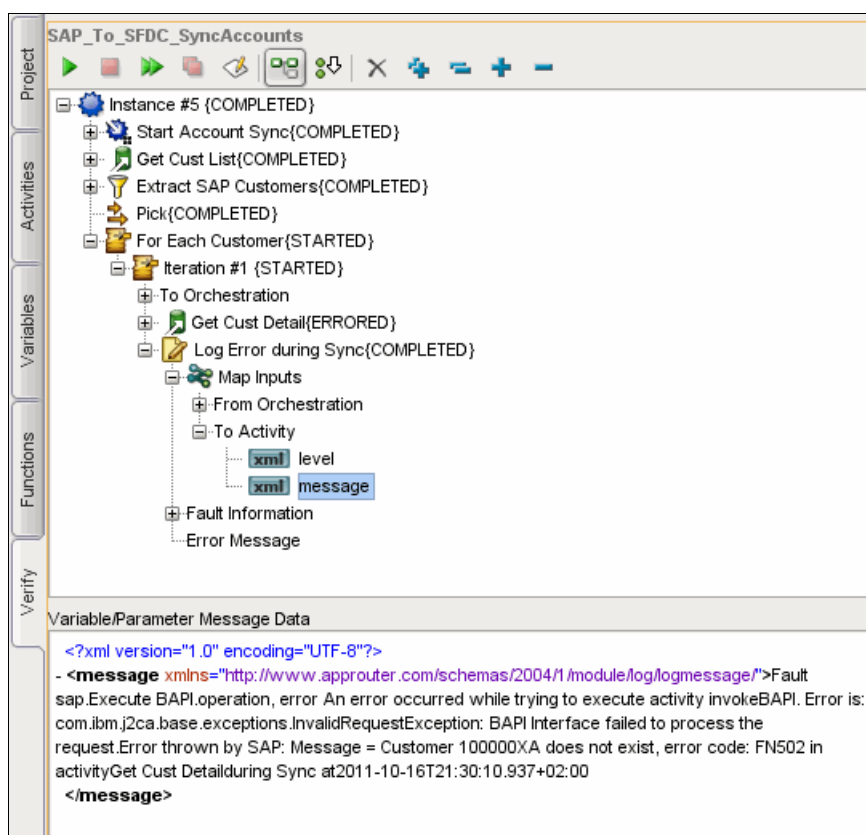 SAP_To_SFDC_SyncAccounts
Project
Activities
Variables
Functions
Verify
Instance #5 {COMPLETED}
Start Account Sync{COMPLETED}
Get Cust List{COMPLETED}
Extract SAP Customers{COMPLETED}
Pick{COMPLETED}
For Each Customer{STARTED}
Iteration #1 {STARTED}
To Orchestration
Get Cust Detail{ERRORED}
Log Error during Sync{COMPLETED}
Map Inputs
From Orchestration
To Activity
xml level
xml message
Fault Information
Error Message
Variable/Parameter Message Data
<?xml version="1.0" encoding="UTF-8"?>
- <message xmlns="http://www.approuter.com/schemas/2004/1/module/log/logmessage/">Fault
sap.Execute BAPI.operation, error An error occurred while trying to execute activity invokeBAPI. Error is:
com.ibm.j2ca.base.exceptions.InvalidRequestException: BAPI Interface failed to process the
request.Error thrown by SAP: Message = Customer 100000XA does not exist, error code: FN502 in
activityGet Cust Detailduring Sync at2011-10-16T21:30:10.937+02:00
</message>